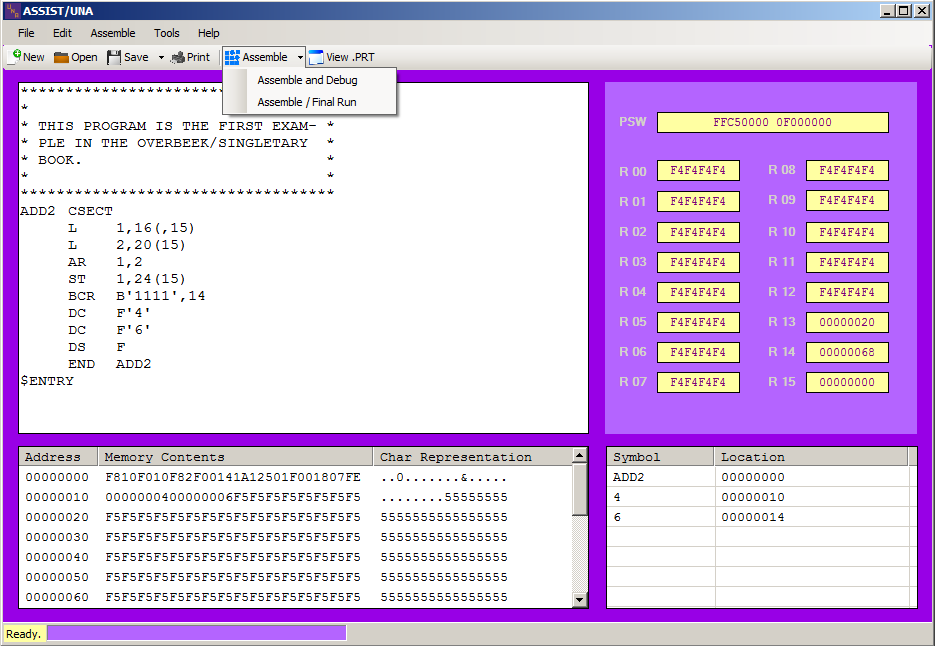 ASSIST/UNA
File Edit Assemble Tools Help
New Open Save Print Assemble View .PRT
Assemble and Debug
Assemble / Final Run
*
* THIS PROGRAM IS THE FIRST EXAM- *
* PLE IN THE OVERBEEK/SINGLETARY *
* BOOK. *
* *
*********************************
ADD2 CSECT
L 1,16(,15)
L 2,20(15)
AR 1,2
ST 1,24(15)
BCR B'1111',14
DC F'4'
DC F'6'
DS F
END ADD2
$ENTRY
PSW FFC50000 0F000000
R 00 F4F4F4F4 R 08 F4F4F4F4
R 01 F4F4F4F4 R 09 F4F4F4F4
R 02 F4F4F4F4 R 10 F4F4F4F4
R 03 F4F4F4F4 R 11 F4F4F4F4
R 04 F4F4F4F4 R 12 F4F4F4F4
R 05 F4F4F4F4 R 13 00000020
R 06 F4F4F4F4 R 14 00000068
R 07 F4F4F4F4 R 15 00000000
Address Memory Contents Char Representation
00000000 F810F010F82F00141A12501F001807FE ..0.......&.....
00000010 0000000400000006F5F5F5F5F5F5F5F5 ........55555555
00000020 F5F5F5F5F5F5F5F5F5F5F5F5F5F5F5F5 5555555555555555
00000030 F5F5F5F5F5F5F5F5F5F5F5F5F5F5F5F5 5555555555555555
00000040 F5F5F5F5F5F5F5F5F5F5F5F5F5F5F5F5 5555555555555555
00000050 F5F5F5F5F5F5F5F5F5F5F5F5F5F5F5F5 5555555555555555
00000060 F5F5F5F5F5F5F5F5F5F5F5F5F5F5F5F5 5555555555555555
Symbol Location
ADD2 00000000
4 00000010
6 00000014
Ready.